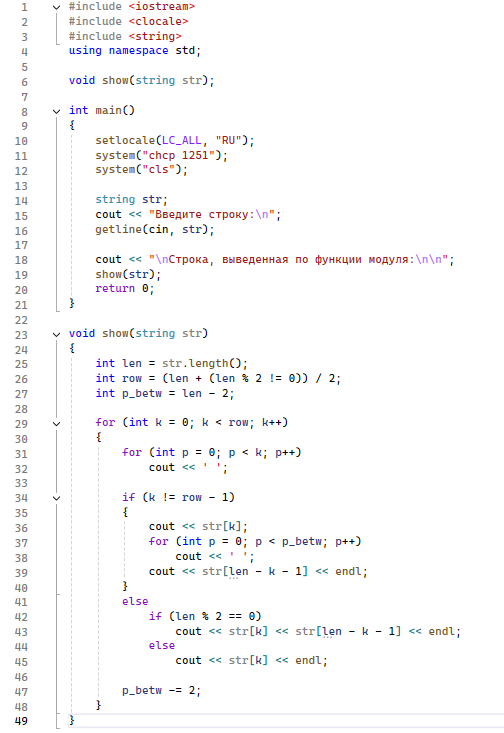 1 #include <iostream>
2 #include <clocale>
3 #include <string>
4 using namespace std;
5
6 void show(string str);
7
8 int main()
9 {
10 setlocale(LC_ALL, "RU");
11 system("chcp 1251");
12 system("cls");
13
14 string str;
15 cout << "Введите строку:\n";
16 getline(cin, str);
17
18 cout << "\nСтрока, выведенная по функции модуля:\n\n";
19 show(str);
20 return 0;
21 }
22
23 void show(string str)
24 {
25 int len = str.length();
26 int row = (len + (len % 2 != 0)) / 2;
27 int p_betw = len - 2;
28
29 for (int k = 0; k < row; k++)
30 {
31 for (int p = 0; p < k; p++)
32 cout << ' ';
33
34 if (k != row - 1)
35 {
36 cout << str[k];
37 for (int p = 0; p < p_betw; p++)
38 cout << ' ';
39 cout << str[len - k - 1] << endl;
40 }
41 else
42 if (len % 2 == 0)
43 cout << str[k] << str[len - k - 1] << endl;
44 else
45 cout << str[k] << endl;
46
47 p_betw -= 2;
48 }
49 }